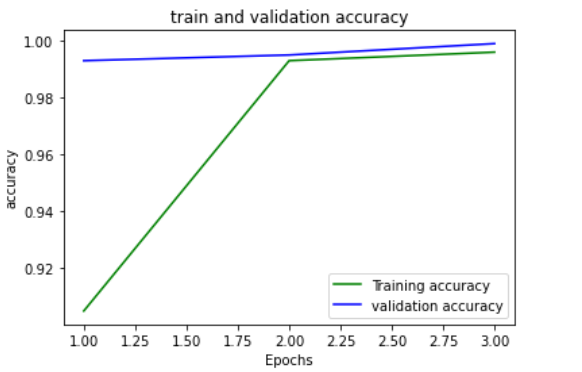 train and validation accuracy
1.00
0.98
0.96
0.94
0.92
accuracy
Training accuracy
validation accuracy
1.00 1.25 1.50 1.75 2.00 2.25 2.50 2.75 3.00
Epochs